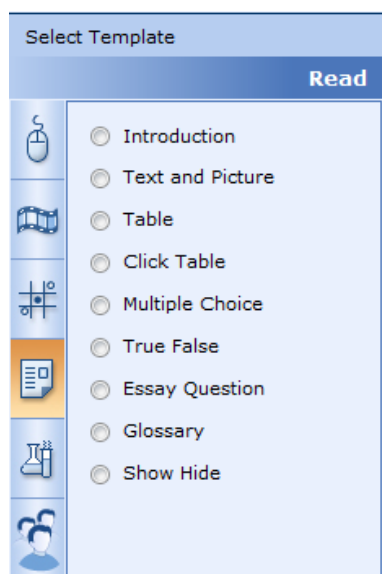 Select Template
Read
Introduction
Text and Picture
Table
Click Table
Multiple Choice
True False
Essay Question
Glossary
Show Hide